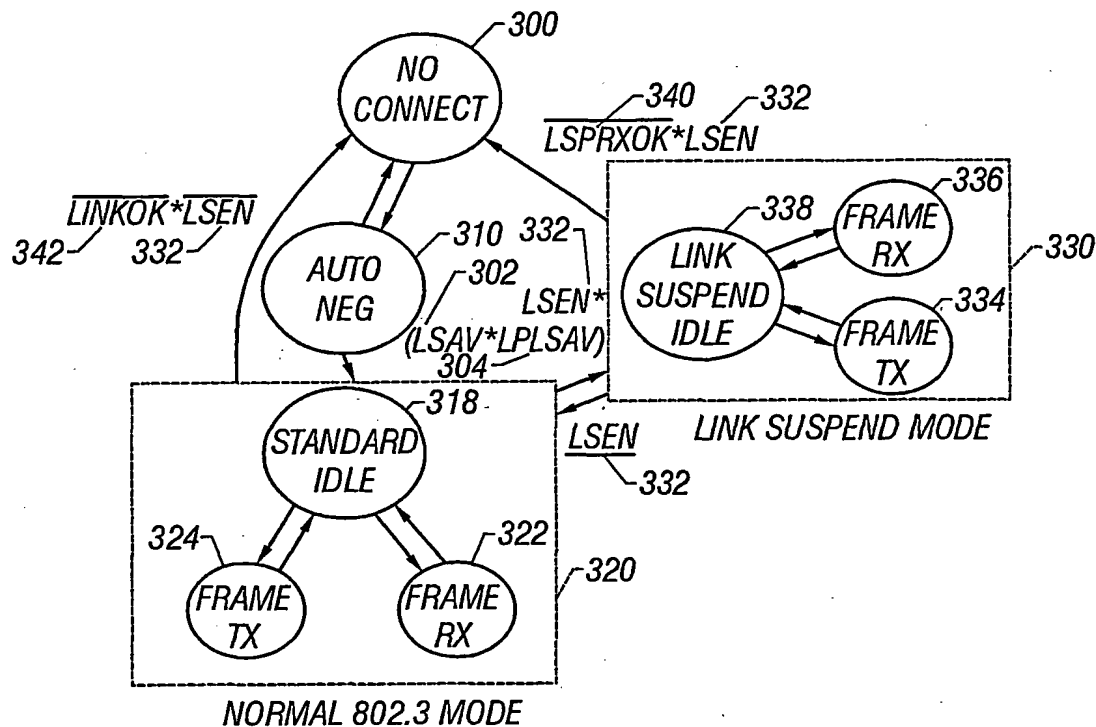 300
NO
CONNECT
340
332
LSPRXOK*LSEN
LINKOK*LSEN
342
332
310
AUTO
NEG
302
332
LSEN*
(LSAV*LPLSAV)
304
338
LINK
SUSPEND
IDLE
336
FRAME
RX
330
334
FRAME
TX
LINK SUSPEND MODE
318
STANDARD
IDLE
LSEN
332
324
FRAME
TX
322
FRAME
RX
320
NORMAL 802.3 MODE